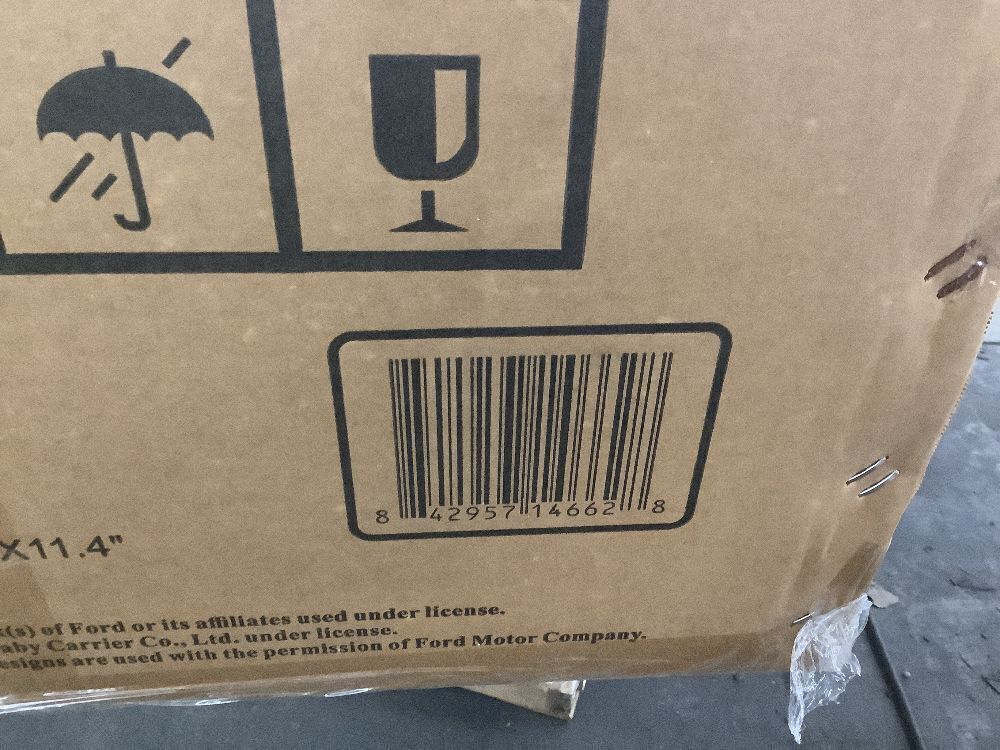 8 42957 14662 8
X11.4"
(s) of Ford or its affiliates used under license.
aby Carrier Co., Ltd. under license.
esigns are used with the permission of Ford Motor Company.